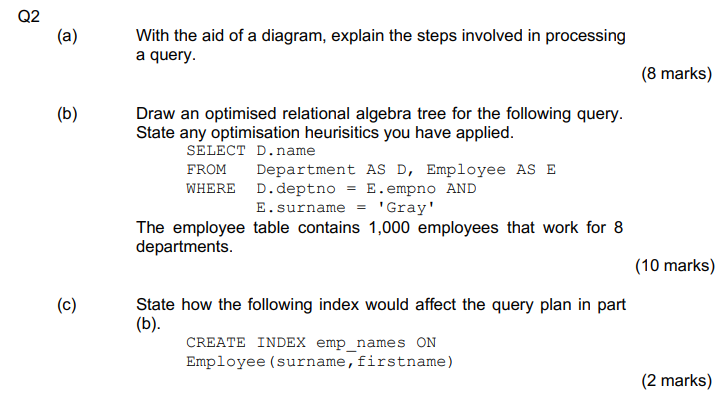 Q2
(a) With the aid of a diagram, explain the steps involved in processing
a query.
(8 marks)
(b) Draw an optimised relational algebra tree for the following query.
State any optimisation heurisitics you have applied.
SELECT D.name
FROM Department AS D, Employee AS E
WHERE D.deptno = E.empno AND
E.surname = 'Gray'
The employee table contains 1,000 employees that work for 8
departments.
(10 marks)
(c) State how the following index would affect the query plan in part
(b).
CREATE INDEX emp_names ON
Employee(surname,firstname)
(2 marks)